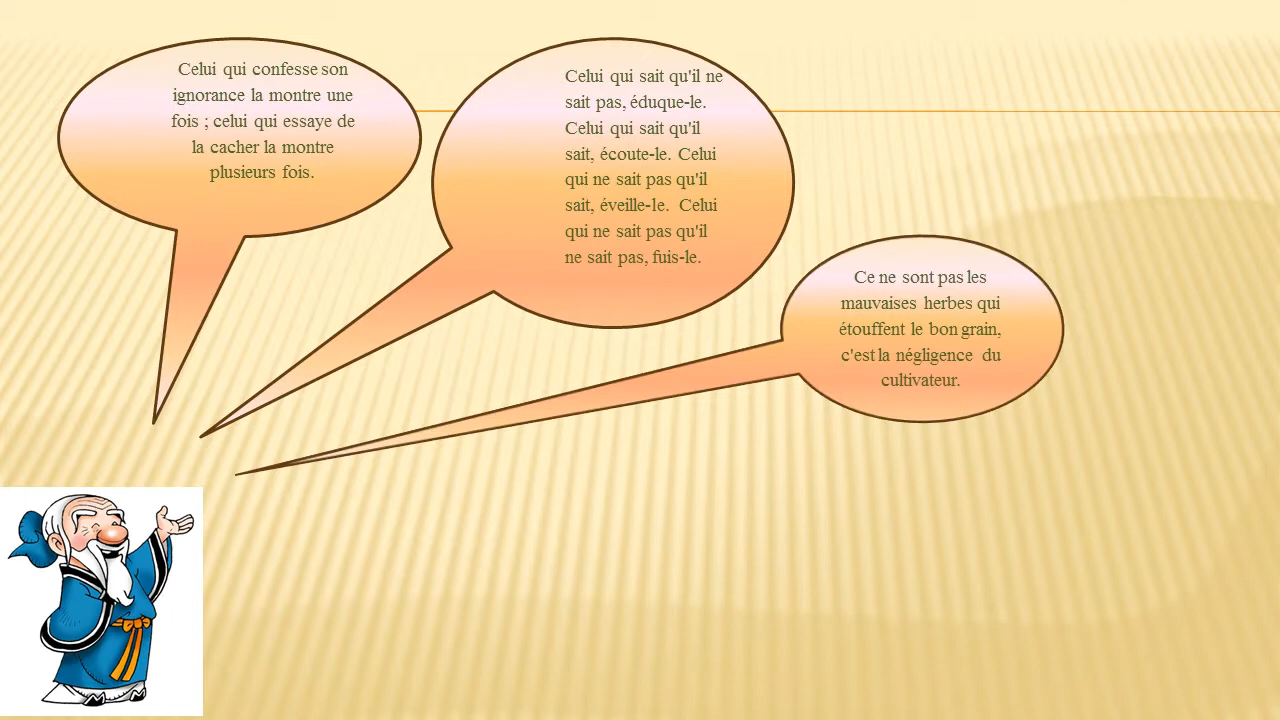 Celui qui confesse son
ignorance la montre une
fois ; celui qui essaye de
la cacher la montre
plusieurs fois.
Celui qui sait qu'il ne
sait pas, éduque-le.
Celui qui sait qu'il
sait, écoute-le. Celui
qui ne sait pas qu'il
sait, éveille-le. Celui
qui ne sait pas qu'il
ne sait pas, fuis-le.
Ce ne sont pas les
mauvaises herbes qui
étouffent le bon grain,
c'est la négligence du
cultivateur.